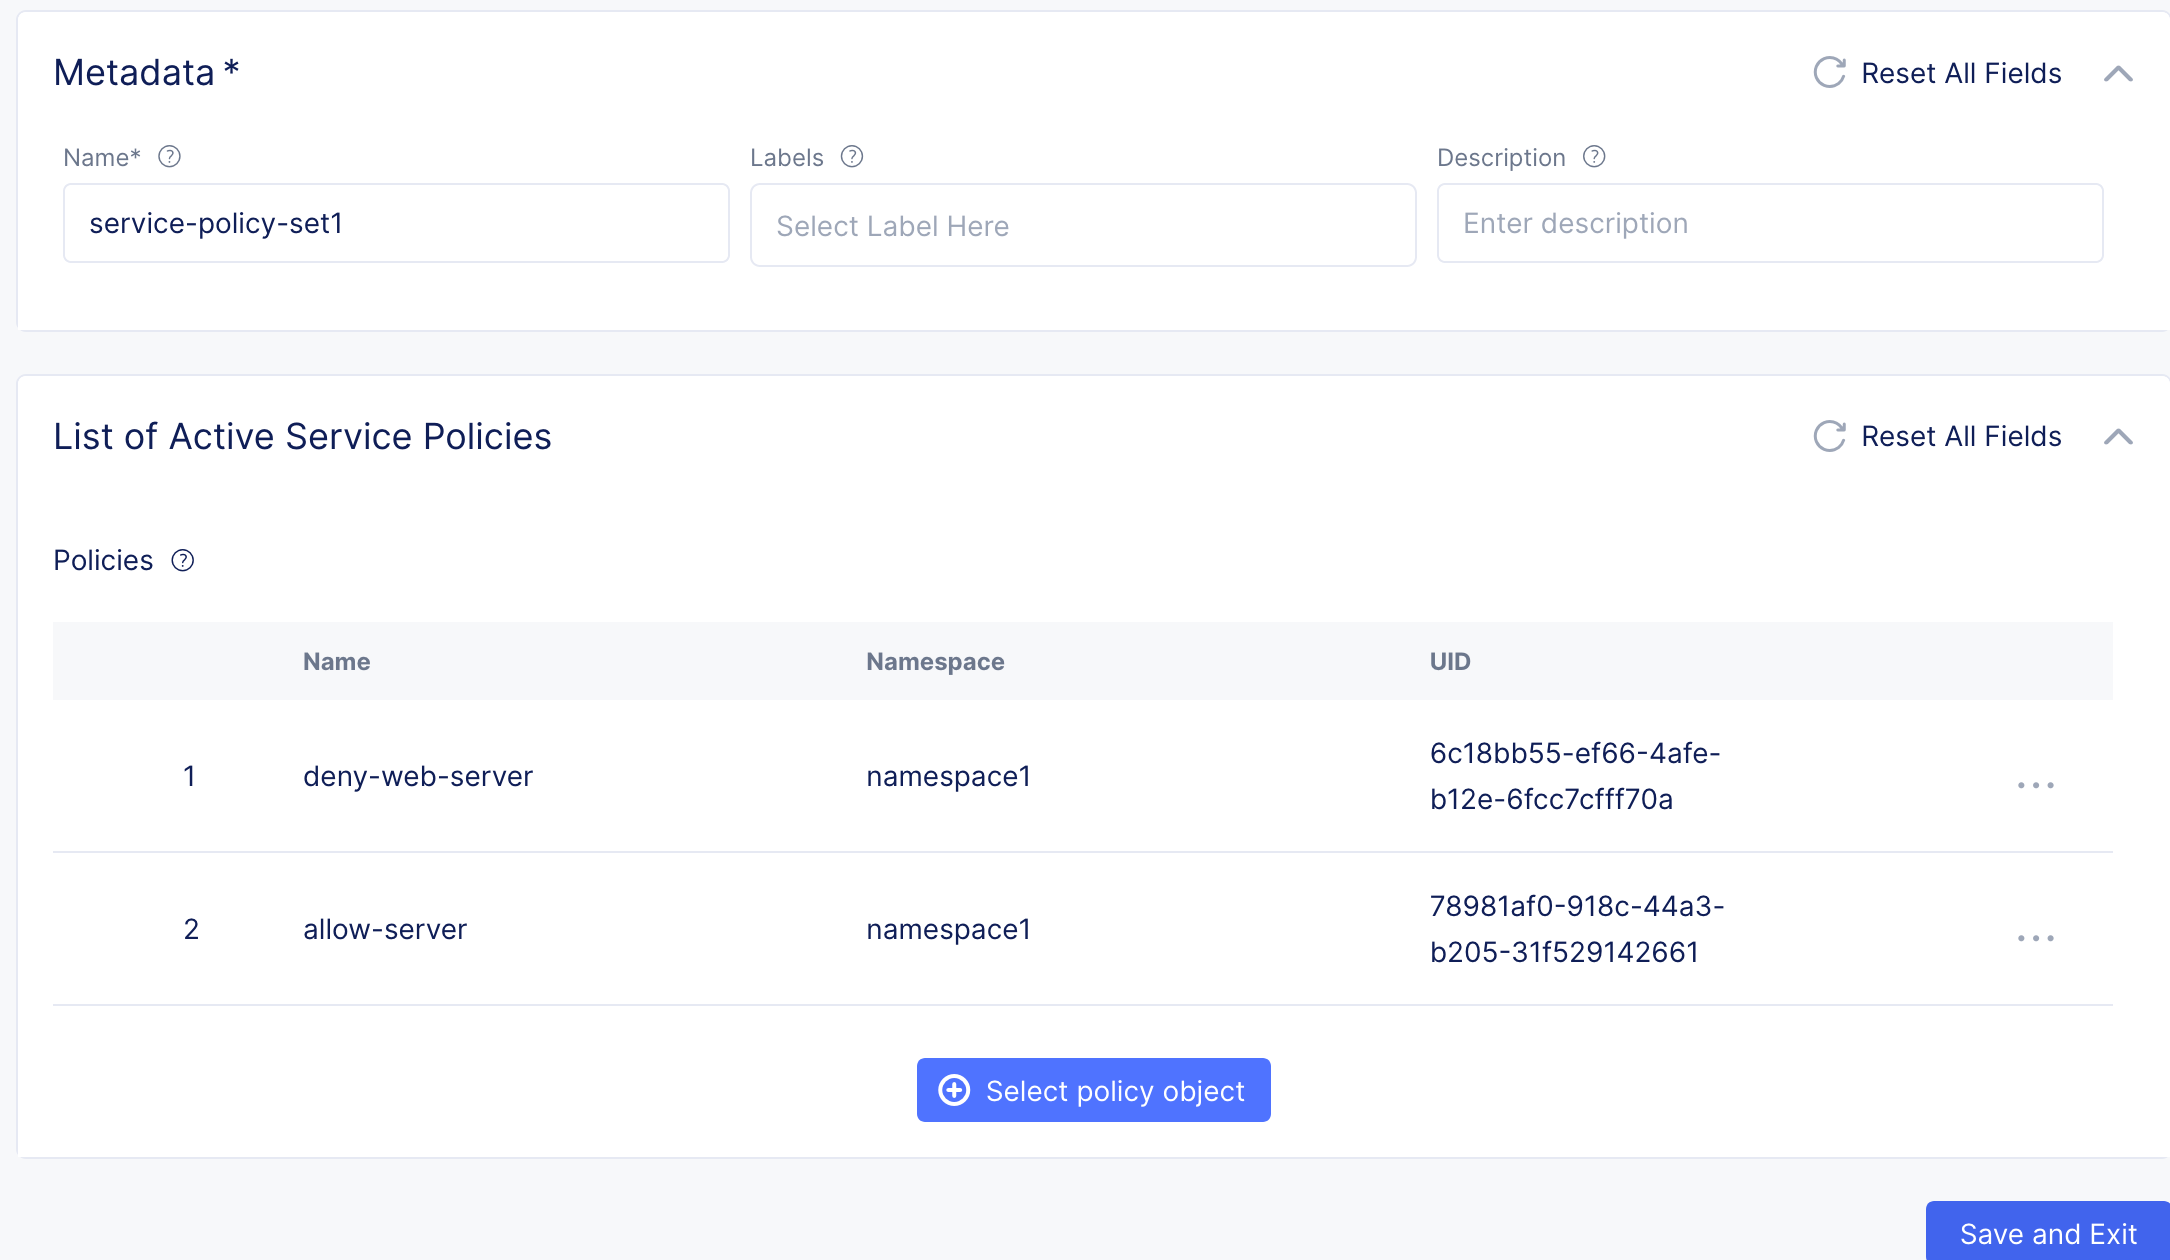 Metadata *
Reset All Fields
Name*
Labels
Description
service-policy-set1
Select Label Here
Enter description
List of Active Service Policies
Reset All Fields
Policies
Name Namespace UID
1 deny-web-server namespace1 6c18bb55-ef66-4afe-
b12e-6fcc7cfff70a
2 allow-server namespace1 78981af0-918c-44a3-
b205-31f529142661
Select policy object
Save and Exit